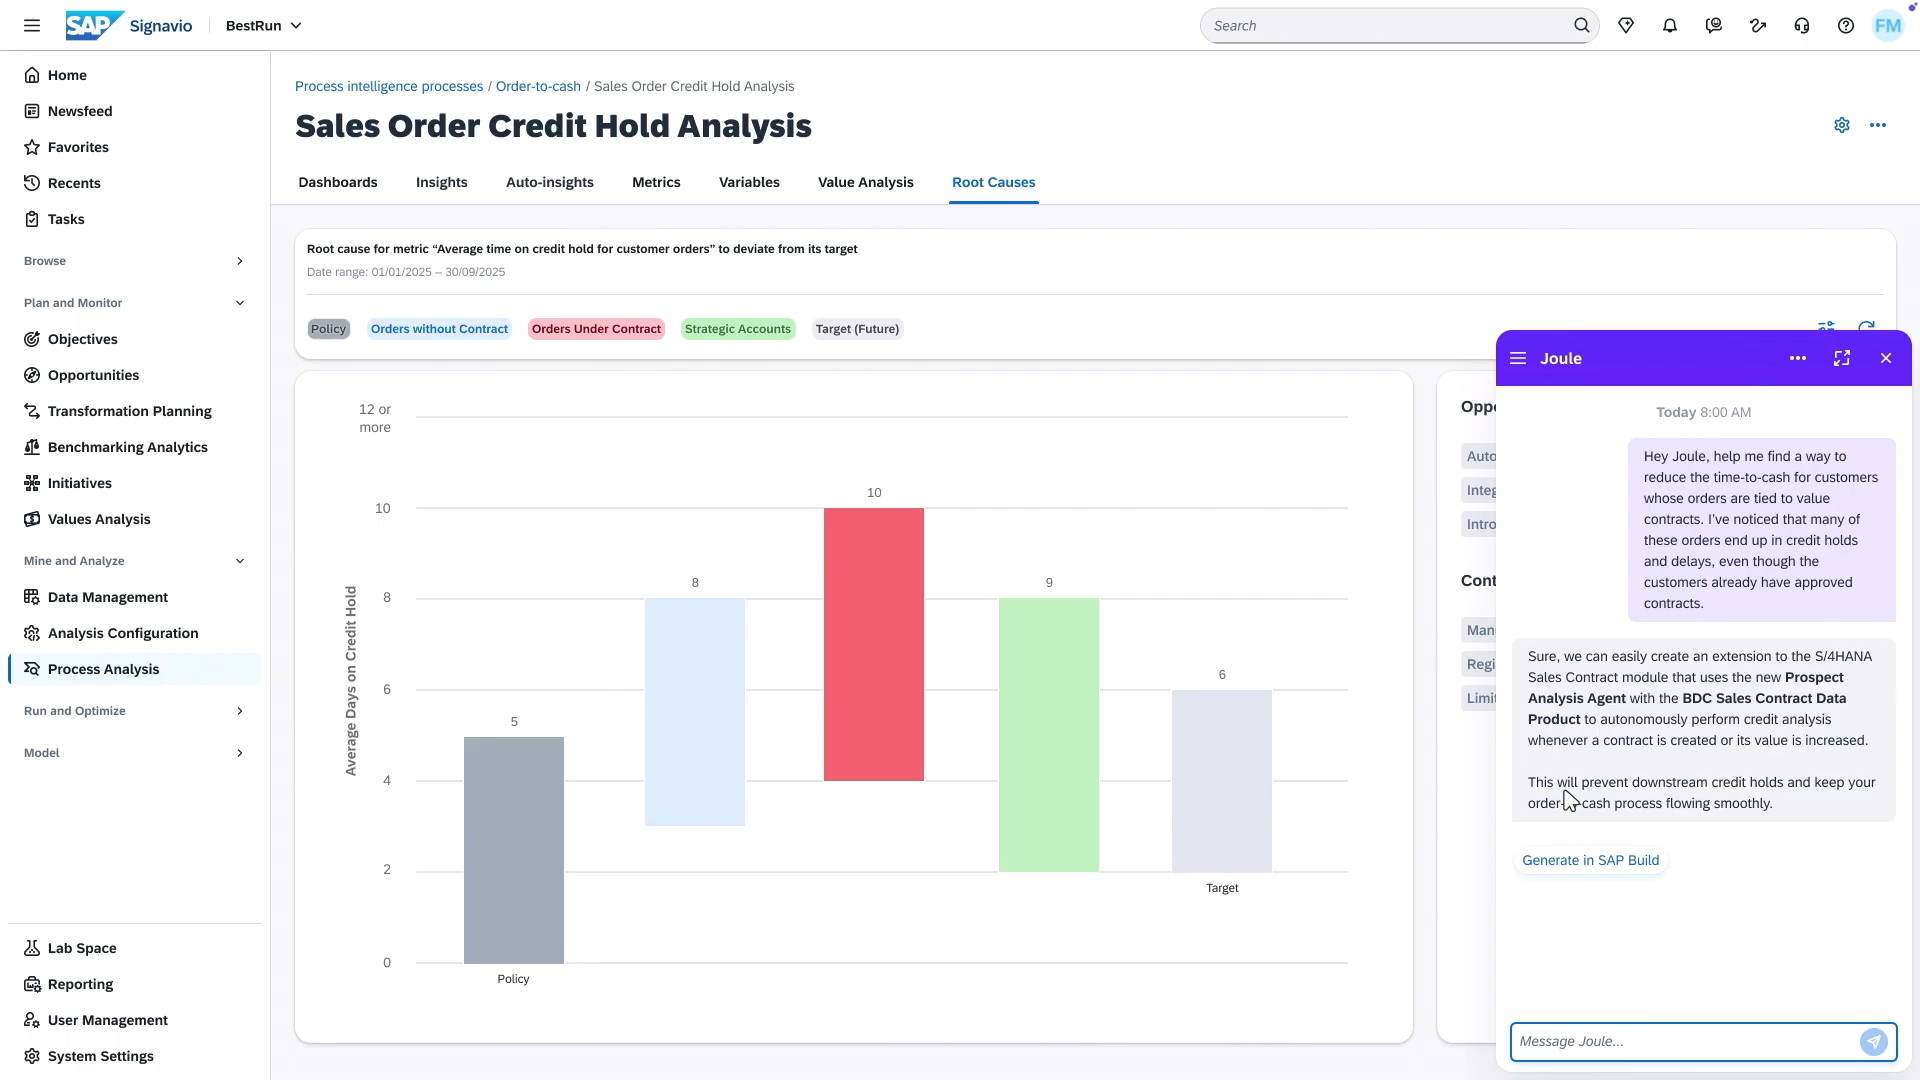 SAP Signavio
BestRun
Search
FM
Home
Newsfeed
Favorites
Recents
Tasks
Browse
Plan and Monitor
Objectives
Opportunities
Transformation Planning
Benchmarking Analytics
Initiatives
Values Analysis
Mine and Analyze
Data Management
Analysis Configuration
Process Analysis
Run and Optimize
Model
Lab Space
Reporting
User Management
System Settings
Process intelligence processes / Order-to-cash / Sales Order Credit Hold Analysis
Sales Order Credit Hold Analysis
Dashboards Insights Auto-insights Metrics Variables Value Analysis Root Causes
Root cause for metric “Average time on credit hold for customer orders” to deviate from its target
Date range: 01/01/2025 – 30/09/2025
Policy Orders without Contract Orders Under Contract Strategic Accounts Target (Future)
Average Days on Credit Hold
12 or
more
10
8
6
4
2
0
5
8
10
9
6
Policy
Target
Oppo
Auto
Integ
Intro
Cont
Man
Regi
Limit
Joule
Today 8:00 AM
Hey Joule, help me find a way to
reduce the time-to-cash for customers
whose orders are tied to value
contracts. I've noticed that many of
these orders end up in credit holds
and delays, even though the
customers already have approved
contracts.
Sure, we can easily create an extension to the S/4HANA
Sales Contract module that uses the new Prospect
Analysis Agent with the BDC Sales Contract Data
Product to autonomously perform credit analysis
whenever a contract is created or its value is increased.
This will prevent downstream credit holds and keep your
order- cash process flowing smoothly.
Generate in SAP Build
Message Joule...